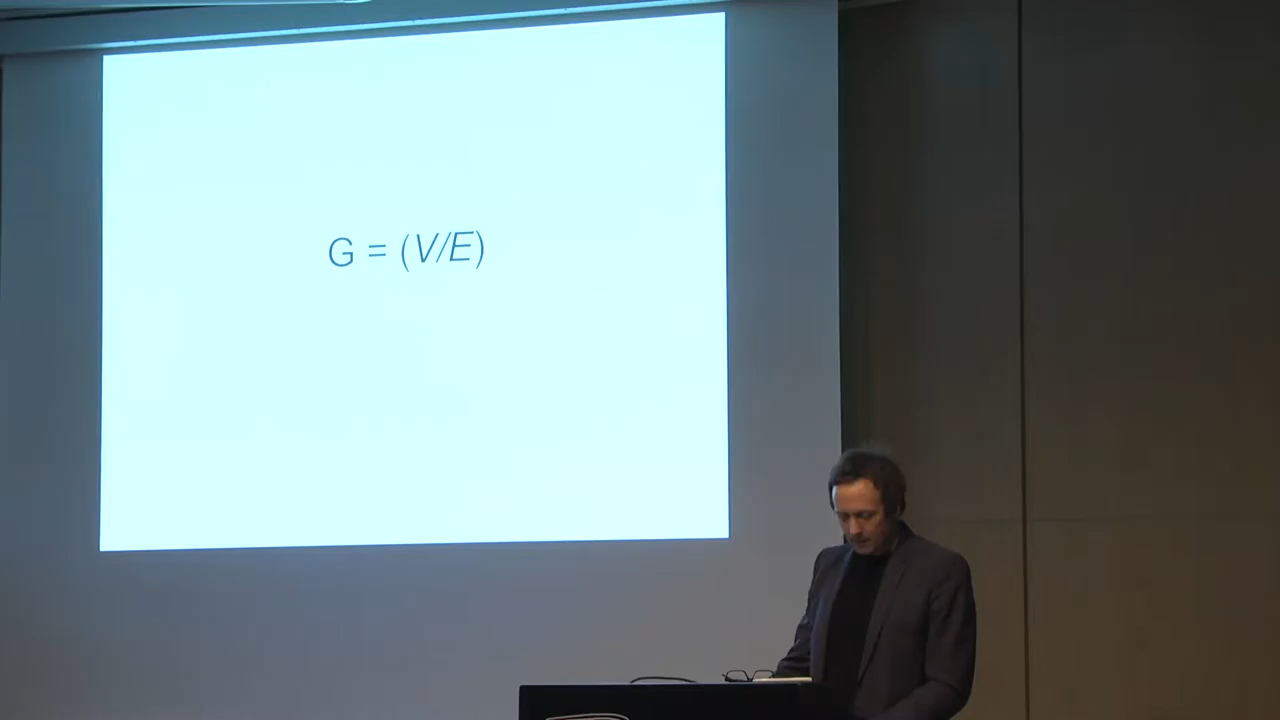 G = (V/E)